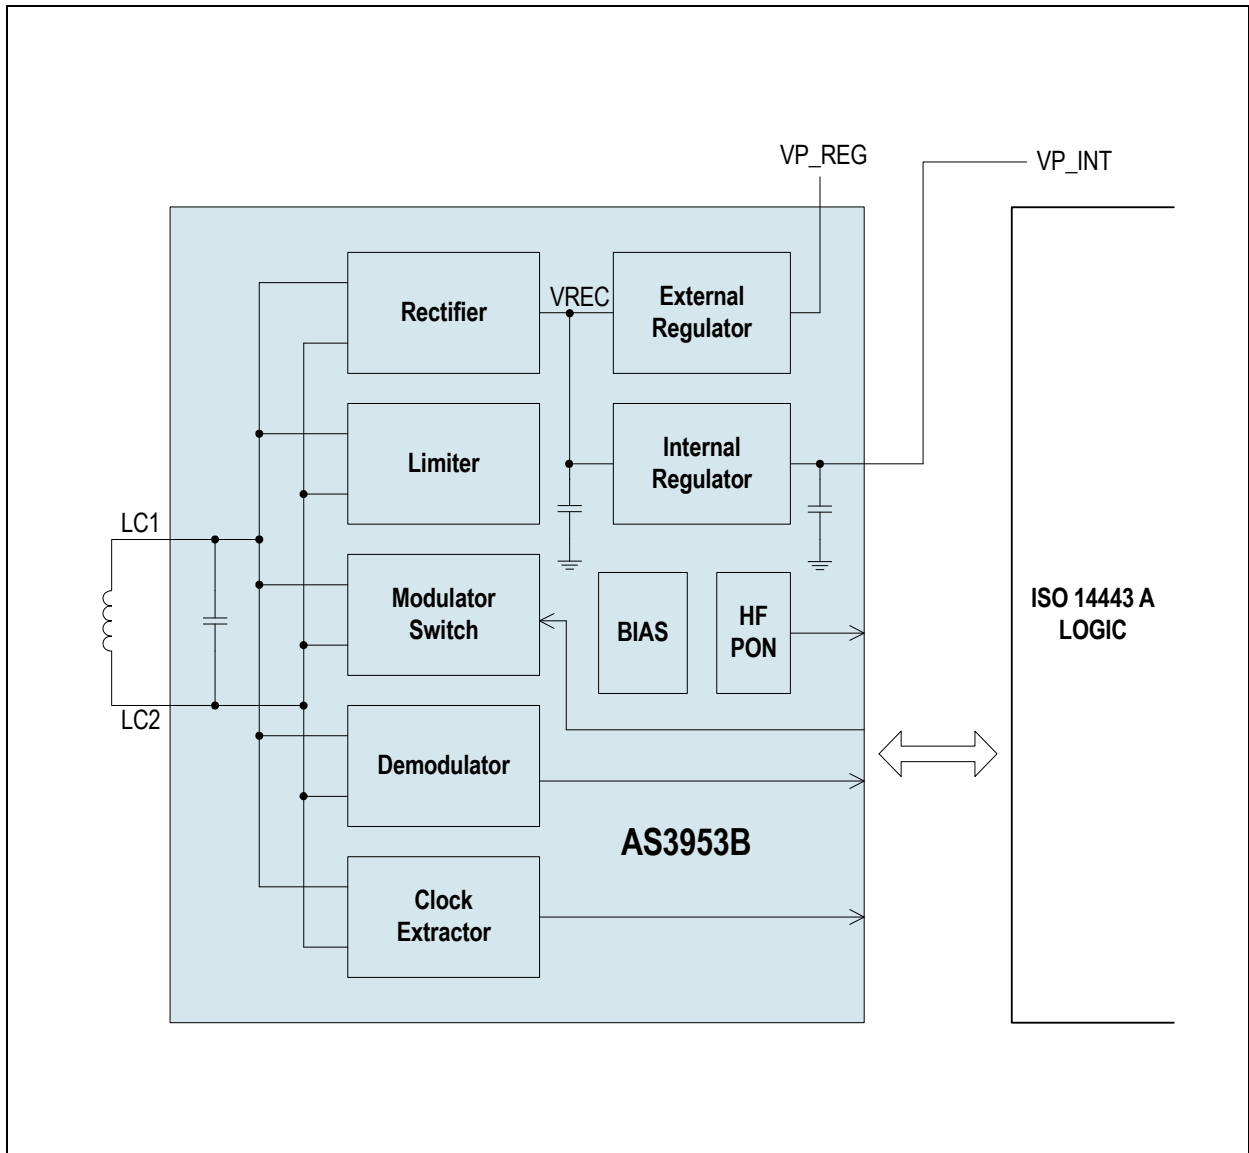 VP_REG
VP_INT
Rectifier
VREC
External
Regulator
Limiter
Internal
Regulator
LC1
Modulator
Switch
BIAS
HF
PON
ISO 14443 A
LOGIC
LC2
Demodulator
AS3953B
Clock
Extractor